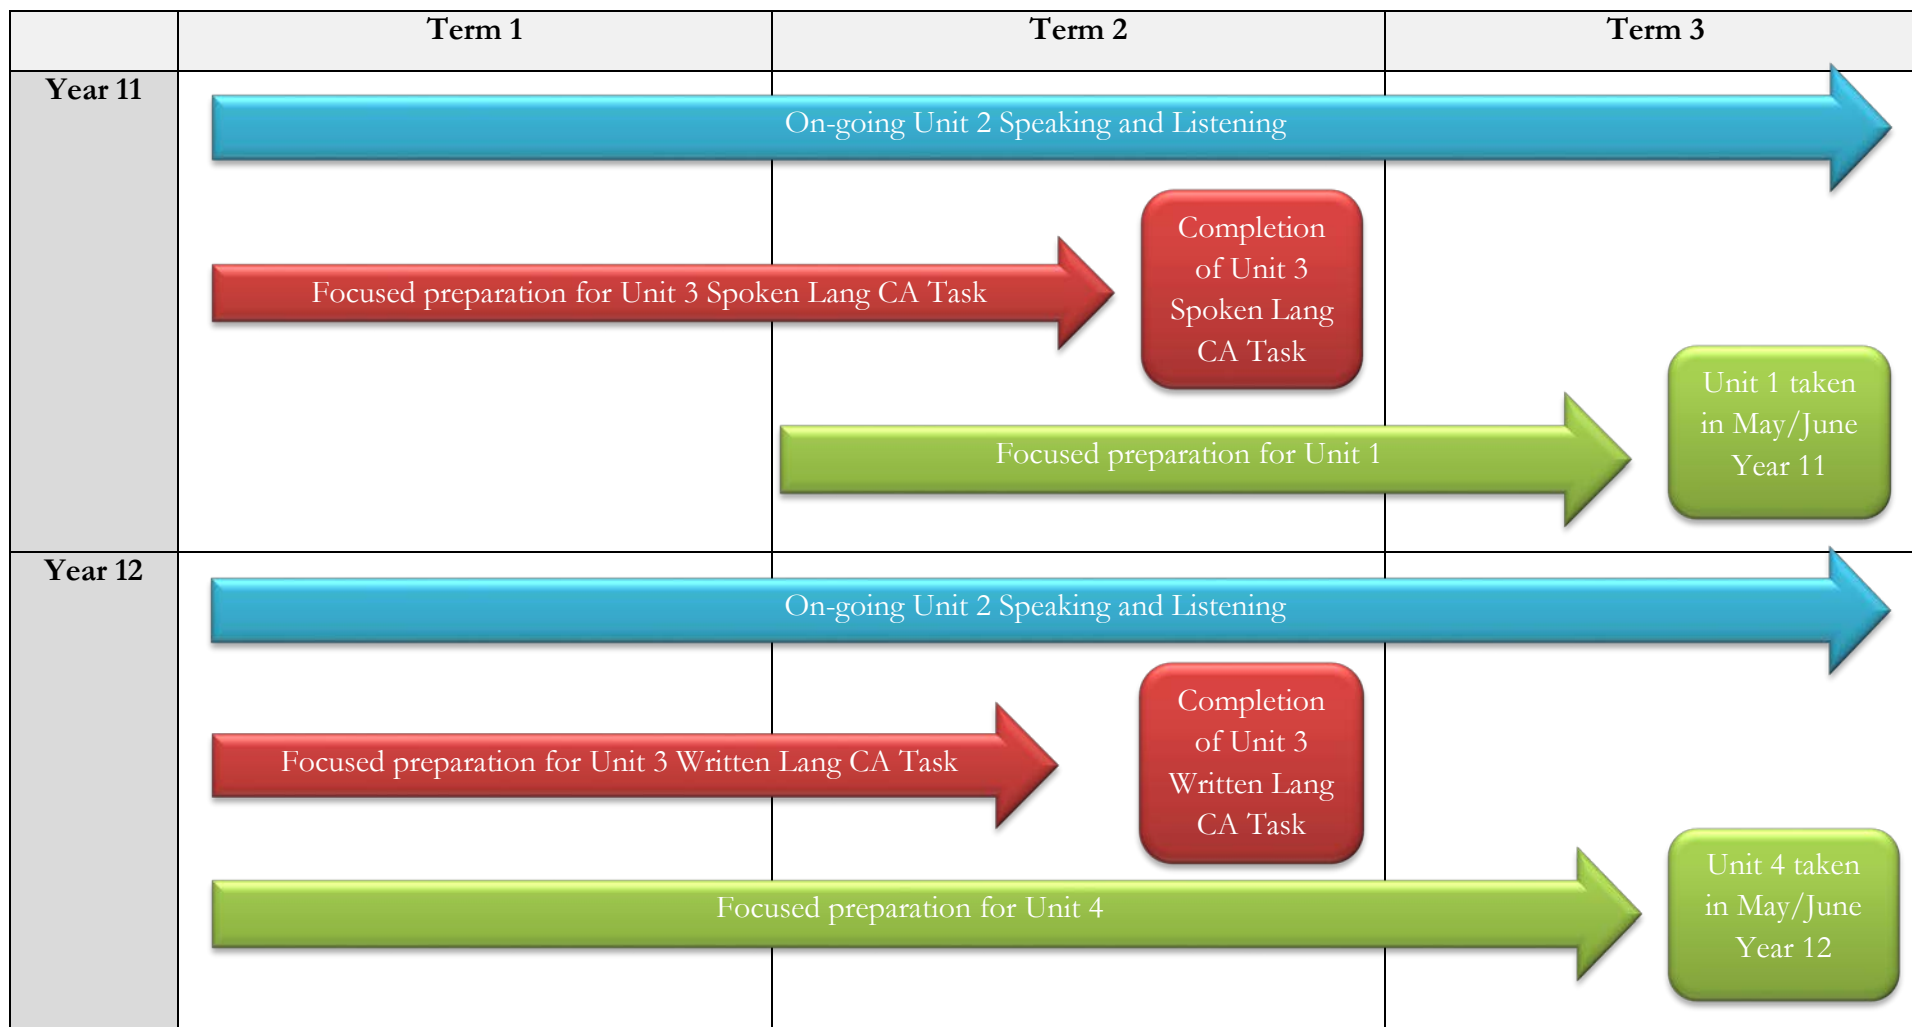 Term 1
Term 2
Term 3
Year 11
On-going Unit 2 Speaking and Listening
Focused preparation for Unit 3 Spoken Lang CA Task
Completion
of Unit 3
Spoken Lang
CA Task
Focused preparation for Unit 1
Unit 1 taken
in May/June
Year 11
Year 12
On-going Unit 2 Speaking and Listening
Focused preparation for Unit 3 Written Lang CA Task
Completion
of Unit 3
Written Lang
CA Task
Focused preparation for Unit 4
Unit 4 taken
in May/June
Year 12